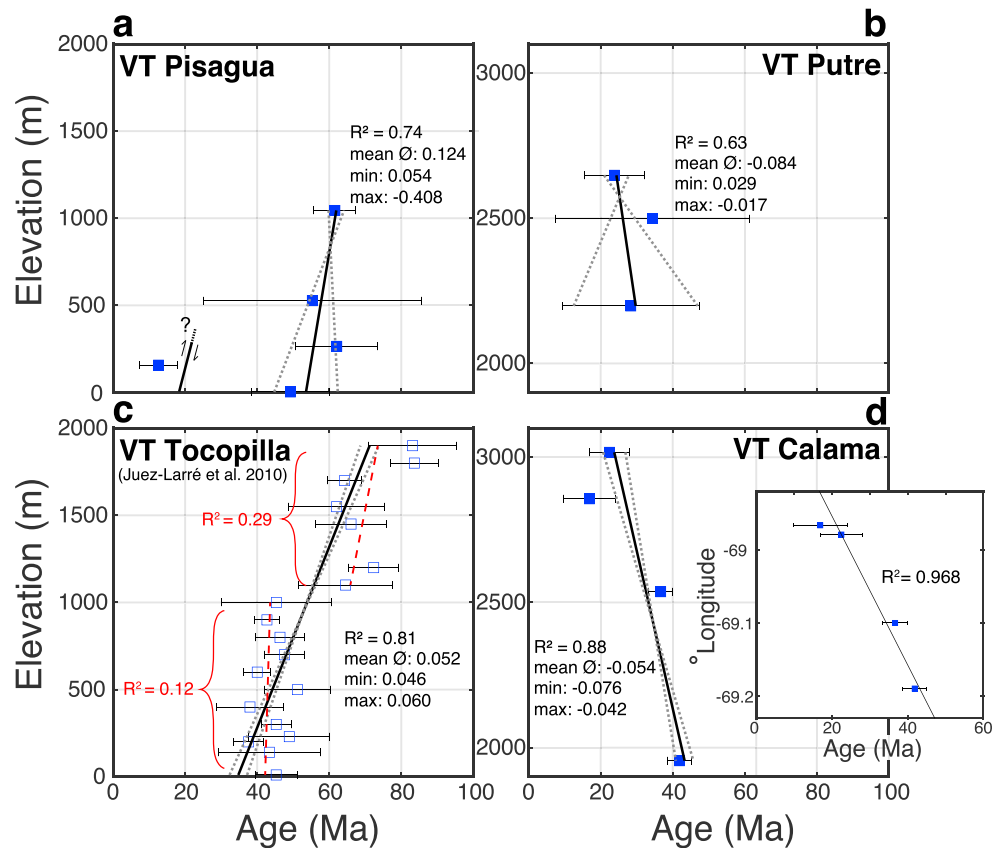 a
VT Pisagua
R² = 0.74
mean Ø: 0.124
min: 0.054
max: -0.408
?
2000
1500
1000
500
0
Elevation (m)
b
VT Putre
R² = 0.63
mean Ø: -0.084
min: 0.029
max: -0.017
3000
2500
2000
c
VT Tocopilla
(Juez-Larré et al. 2010)
R² = 0.29
R² = 0.12
R² = 0.81
mean Ø: 0.052
min: 0.046
max: 0.060
2000
1500
1000
500
0
Elevation (m)
0 20 40 60 80 100
Age (Ma)
d
VT Calama
R² = 0.88
mean Ø: -0.054
min: -0.076
max: -0.042
3000
2500
2000
0 20 40 60 80 100
Age (Ma)
R²= 0.968
-69
-69.1
-69.2
°Longitude
0 20 40 60
Age (Ma)